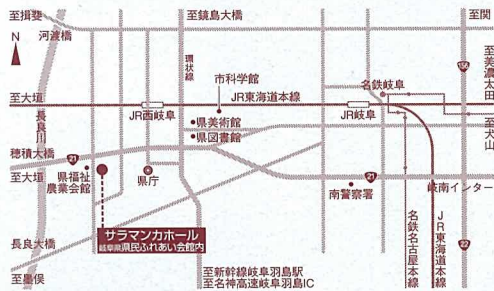 至揖斐
至鏡島大橋
至関
河渡橋
N
環状線
156
至美濃太田
市科学館
名鉄岐阜
至大垣
JR東海道本線
JR西岐阜
JR岐阜
長良川
県美術館
県図書館
至犬山
穂積大橋
21
至大垣
県福祉
農業会館
県庁
21
南警察署
岐南インター
サラマンカホール
岐阜県県民ふれあい会館内
長良大橋
名鉄名古屋本線
JR東海道本線
22
至墨俣
至新幹線岐阜羽島駅
至名神高速岐阜羽島IC